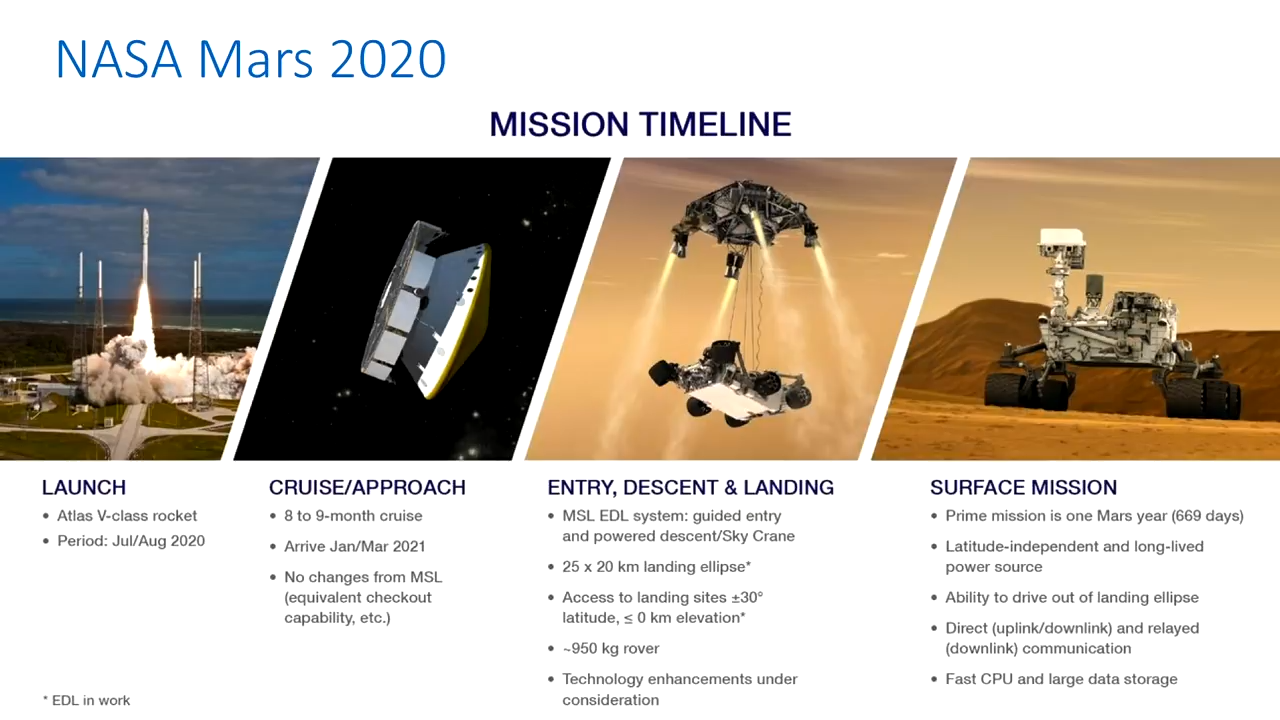 NASA Mars 2020
MISSION TIMELINE
LAUNCH
• Atlas V-class rocket
• Period: Jul/Aug 2020
CRUISE/APPROACH
• 8 to 9-month cruise
• Arrive Jan/Mar 2021
• No changes from MSL
(equivalent checkout
capability, etc.)
ENTRY, DESCENT & LANDING
• MSL EDL system: guided entry
and powered descent/Sky Crane
• 25 x 20 km landing ellipse*
• Access to landing sites ±30°
latitude, ≤ 0 km elevation*
• ~950 kg rover
• Technology enhancements under
consideration
SURFACE MISSION
• Prime mission is one Mars year (669 days)
• Latitude-independent and long-lived
power source
• Ability to drive out of landing ellipse
• Direct (uplink/downlink) and relayed
(downlink) communication
• Fast CPU and large data storage
* EDL in work